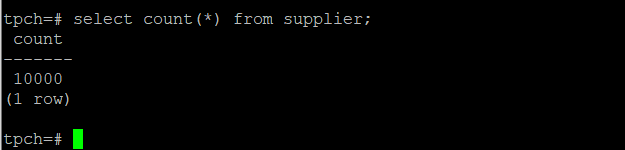 tpch=# select count(*) from supplier;
count
-------
10000
(1 row)
tpch=#